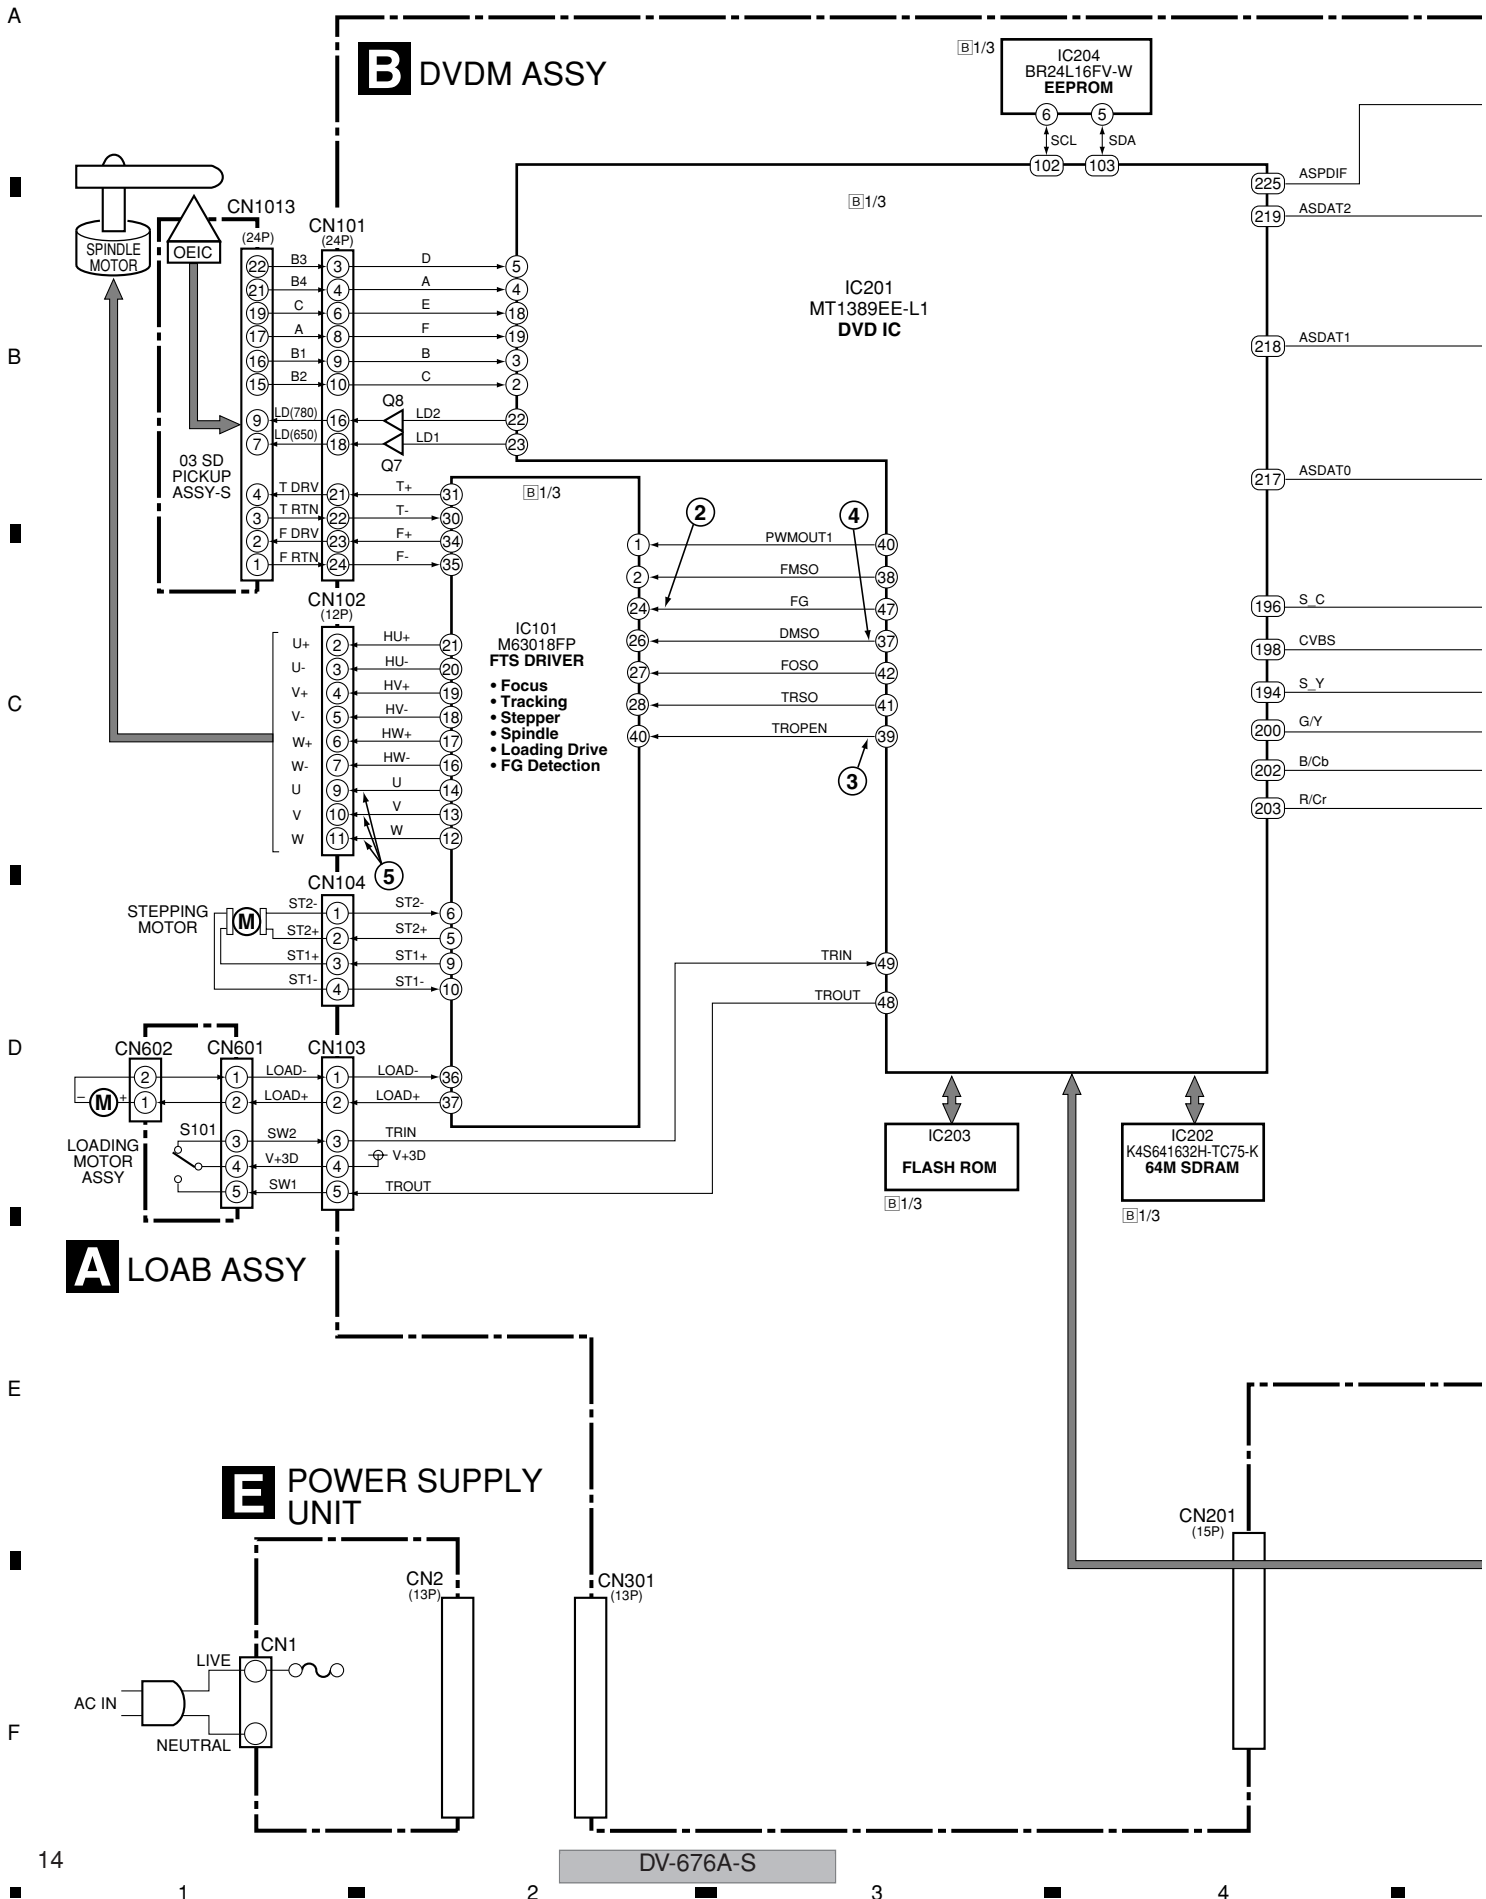 A
B DVDM ASSY
B 1/3
IC204
BR24L16FV-W
EEPROM
6 5
SCL SDA
102 103
B 1/3
225 ASPDIF
219 ASDAT2
218 ASDAT1
217 ASDAT0
196 S_C
198 CVBS
194 S_Y
200 G/Y
202 B/Cb
203 R/Cr
SPINDLE
MOTOR
OEIC
CN1013
(24P)
CN101
(24P)
22 B3 3 D 5
21 B4 4 A 4
19 C 6 E 18
17 A 8 F 19
16 B1 9 B 3
15 B2 10 C 2
Q8
9 LD(780) 16 LD2 22
7 LD(650) 18 LD1 23
Q7
IC201
MT1389EE-L1
DVD IC
B
03 SD
PICKUP
ASSY-S
4 T DRV 21 T+ 31
3 T RTN 22 T- 30
2 F DRV 23 F+ 34
1 F RTN 24 F- 35
B 1/3
2
4
1 PWMOUT1 40
2 FMSO 38
24 FG 47
26 DMSO 37
27 FOSO 42
28 TRSO 41
40 TROPEN 39
3
CN102
(12P)
U+ 2 HU+ 21
U- 3 HU- 20
V+ 4 HV+ 19
V- 5 HV- 18
W+ 6 HW+ 17
W- 7 HW- 16
U 9 U 14
V 10 V 13
W 11 W 12
5
IC101
M63018FP
FTS DRIVER
• Focus
• Tracking
• Stepper
• Spindle
• Loading Drive
• FG Detection
C
CN104
STEPPING
MOTOR
M
ST2- 1 ST2- 6
ST2+ 2 ST2+ 5
ST1+ 3 ST1+ 9
ST1- 4 ST1- 10
TRIN 49
TROUT 48
D
CN602 CN601 CN103
2 1 LOAD- 1 LOAD- 36
- M + 1 2 LOAD+ 2 LOAD+ 37
LOADING
MOTOR
ASSY
S101
3 SW2 3 TRIN
4 V+3D 4 V+3D
5 SW1 5 TROUT
IC203
FLASH ROM
B 1/3
IC202
K4S641632H-TC75-K
64M SDRAM
B 1/3
A LOAB ASSY
E
E POWER SUPPLY
UNIT
CN201
(15P)
CN2
(13P)
CN301
(13P)
CN1
LIVE
AC IN
NEUTRAL
F
14
DV-676A-S
1 2 3 4